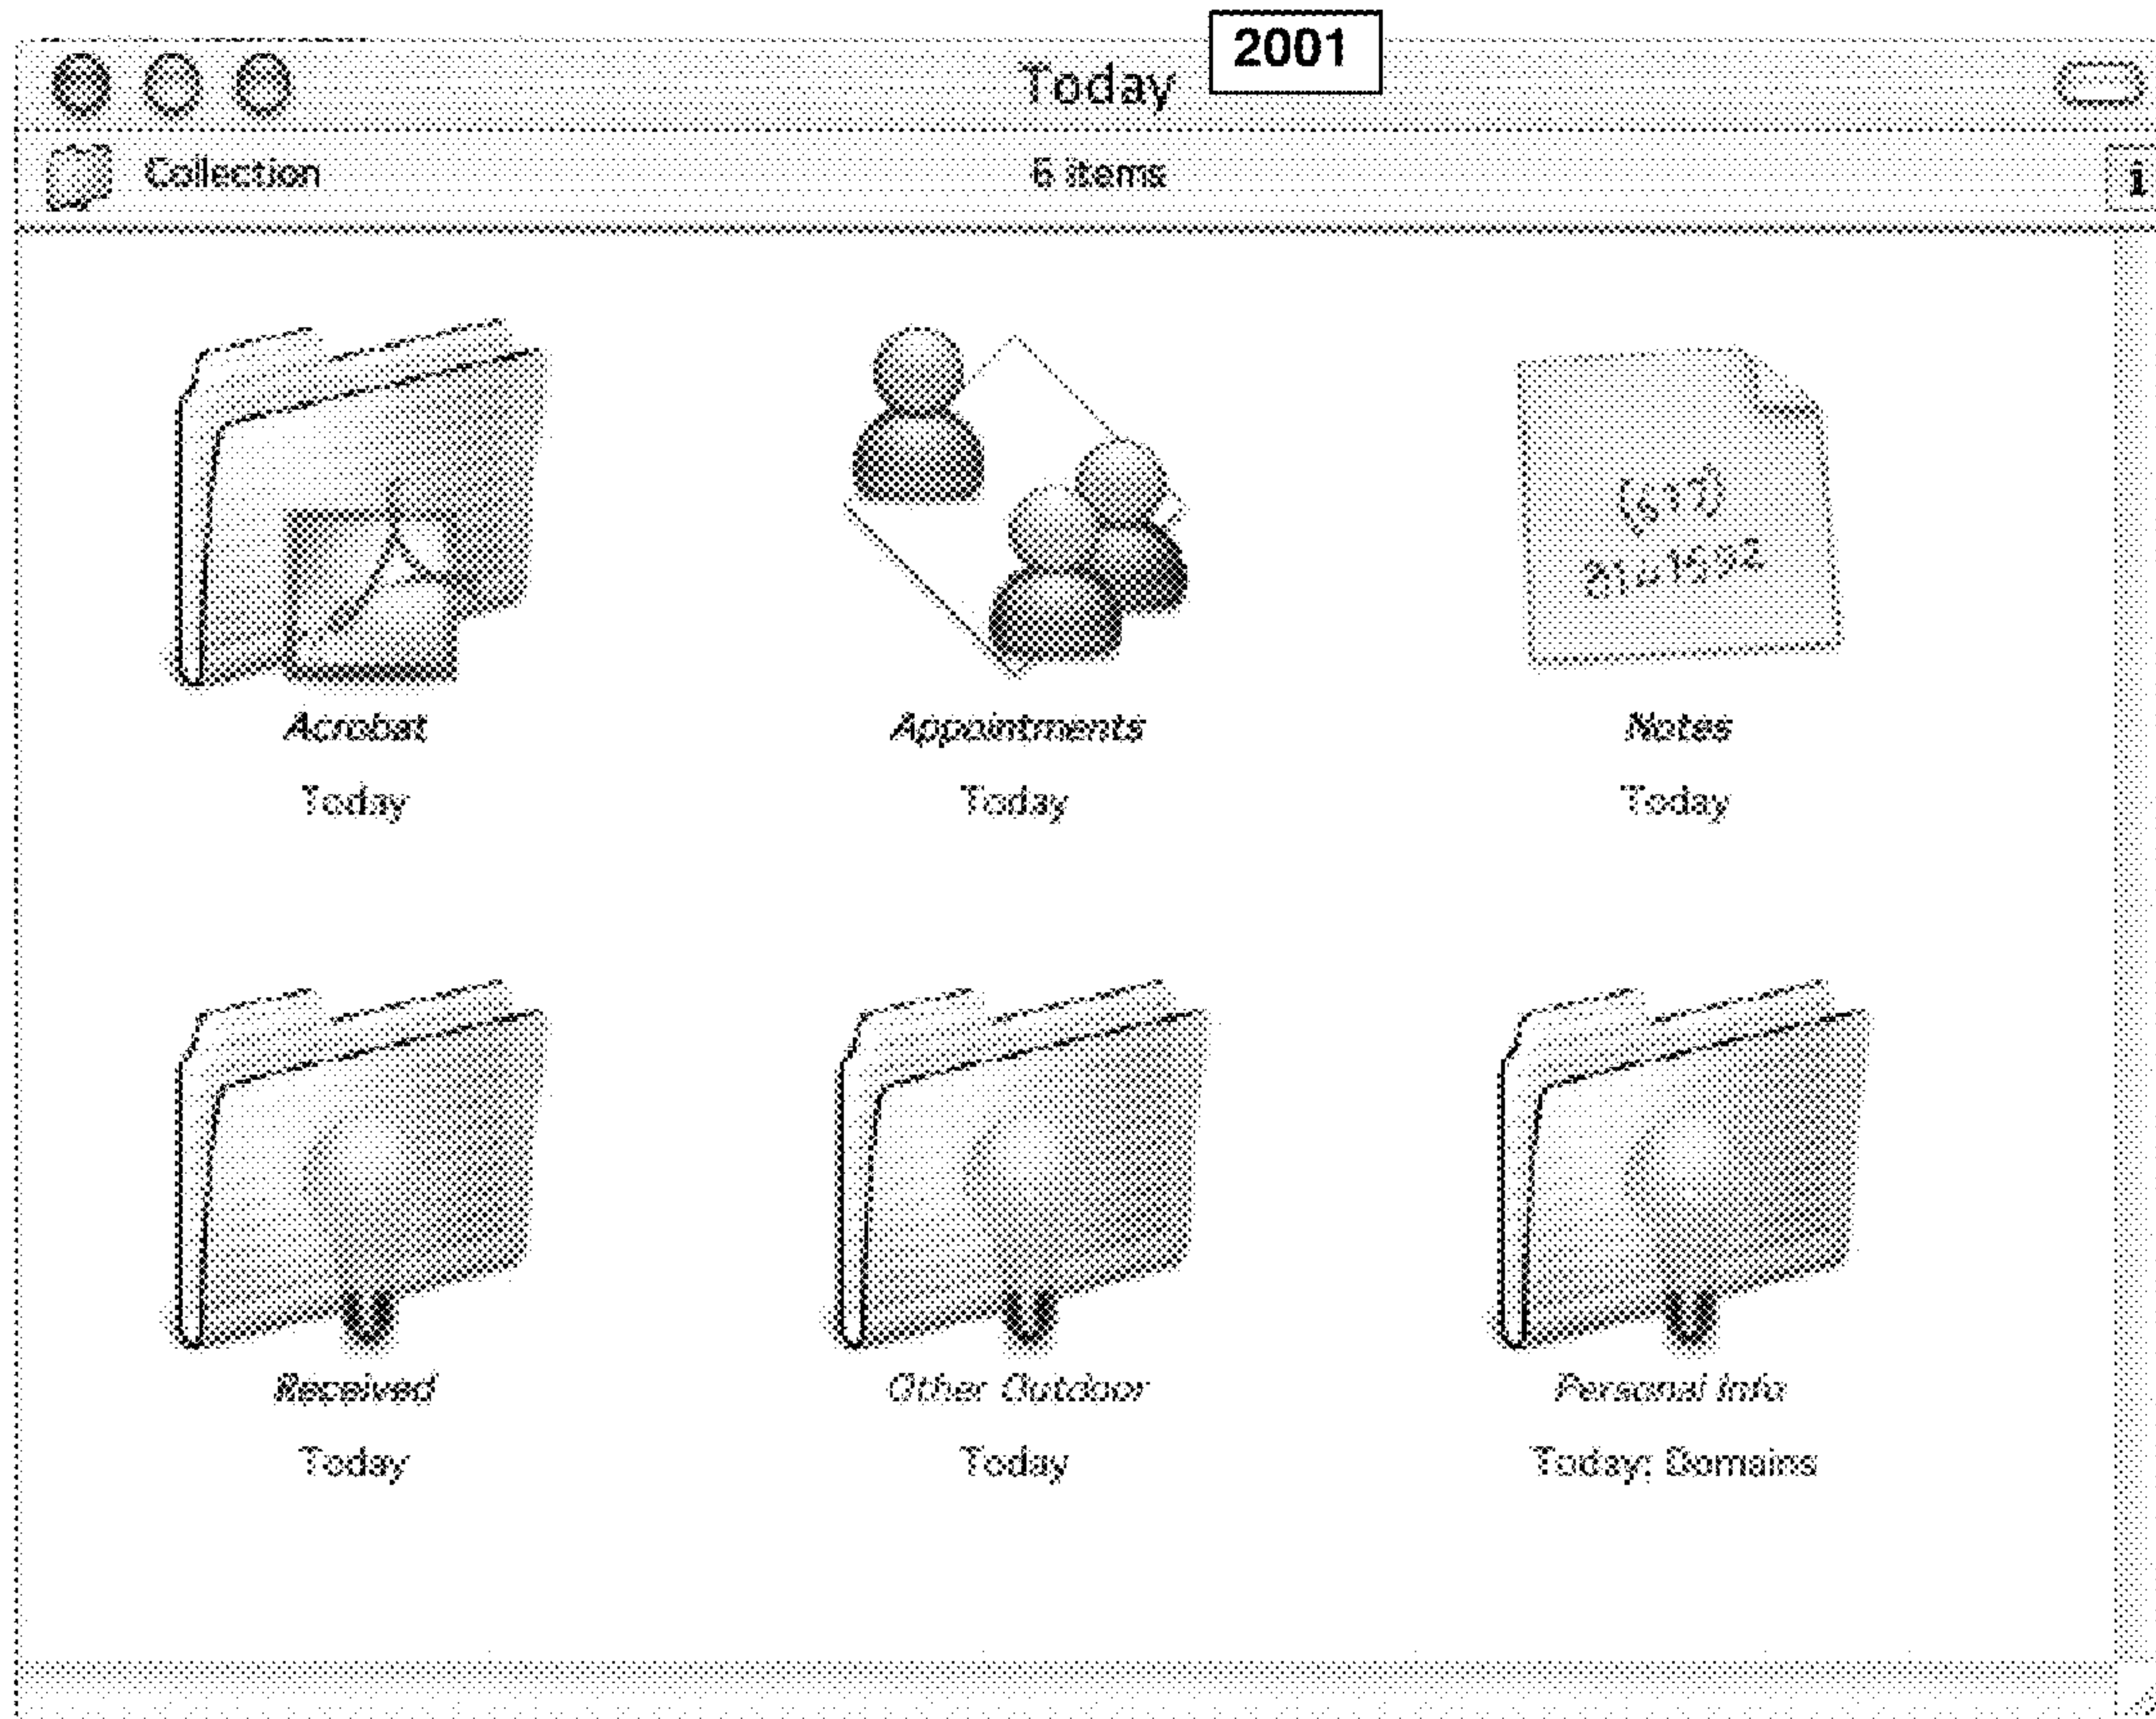 2001
Today
Collection
6 items
i
Acrobat
Appointments
Notes
Today
Today
Today
Received
Other Outdoor
Personal Info
Today
Today
Today; Domains